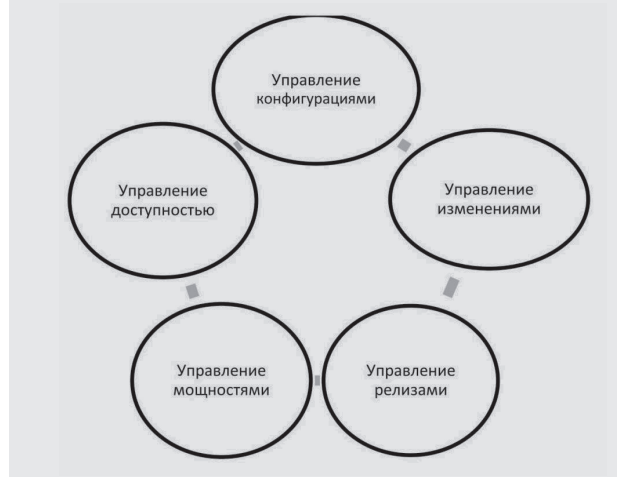 Управление
конфигурациями
Управление
изменениями
Управление
релизами
Управление
мощностями
Управление
доступностью